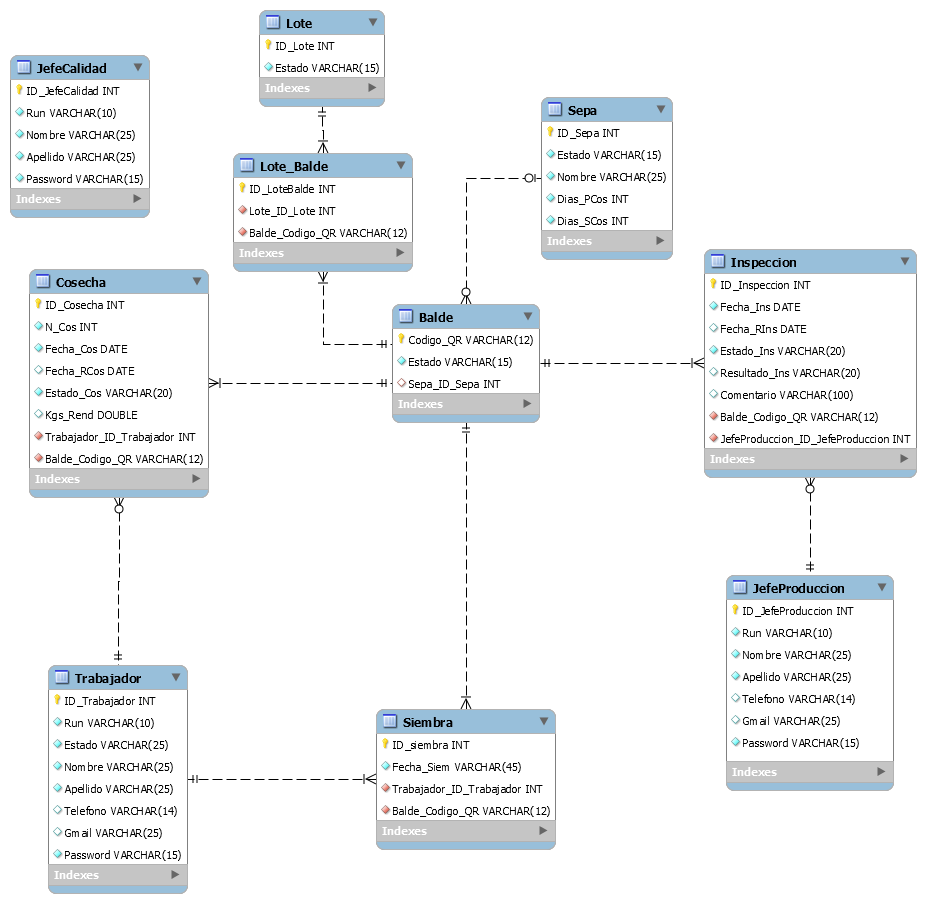 Lote
ID_Lote INT
Estado VARCHAR(15)
Indexes
JefeCalidad
ID_JefeCalidad INT
Run VARCHAR(10)
Nombre VARCHAR(25)
Apellido VARCHAR(25)
Password VARCHAR(15)
Indexes
Sepa
ID_Sepa INT
Estado VARCHAR(15)
Nombre VARCHAR(25)
Dias_PCos INT
Dias_SCos INT
Indexes
Lote_Balde
ID_LoteBalde INT
Lote_ID_Lote INT
Balde_Codigo_QR VARCHAR(12)
Indexes
Inspeccion
ID_Inspeccion INT
Fecha_Ins DATE
Fecha_RIns DATE
Estado_Ins VARCHAR(20)
Resultado_Ins VARCHAR(20)
Comentario VARCHAR(100)
Balde_Codigo_QR VARCHAR(12)
JefeProduccion_ID_JefeProduccion INT
Indexes
Cosecha
ID_Cosecha INT
N_Cos INT
Fecha_Cos DATE
Fecha_RCos DATE
Estado_Cos VARCHAR(20)
Kgs_Rend DOUBLE
Trabajador_ID_Trabajador INT
Balde_Codigo_QR VARCHAR(12)
Indexes
Balde
Codigo_QR VARCHAR(12)
Estado VARCHAR(15)
Sepa_ID_Sepa INT
Indexes
JefeProduccion
ID_JefeProduccion INT
Run VARCHAR(10)
Nombre VARCHAR(25)
Apellido VARCHAR(25)
Telefono VARCHAR(14)
Gmail VARCHAR(25)
Password VARCHAR(15)
Indexes
Trabajador
ID_Trabajador INT
Run VARCHAR(10)
Estado VARCHAR(25)
Nombre VARCHAR(25)
Apellido VARCHAR(25)
Telefono VARCHAR(14)
Gmail VARCHAR(25)
Password VARCHAR(15)
Indexes
Siembra
ID_siembra INT
Fecha_Siem VARCHAR(45)
Trabajador_ID_Trabajador INT
Balde_Codigo_QR VARCHAR(12)
Indexes